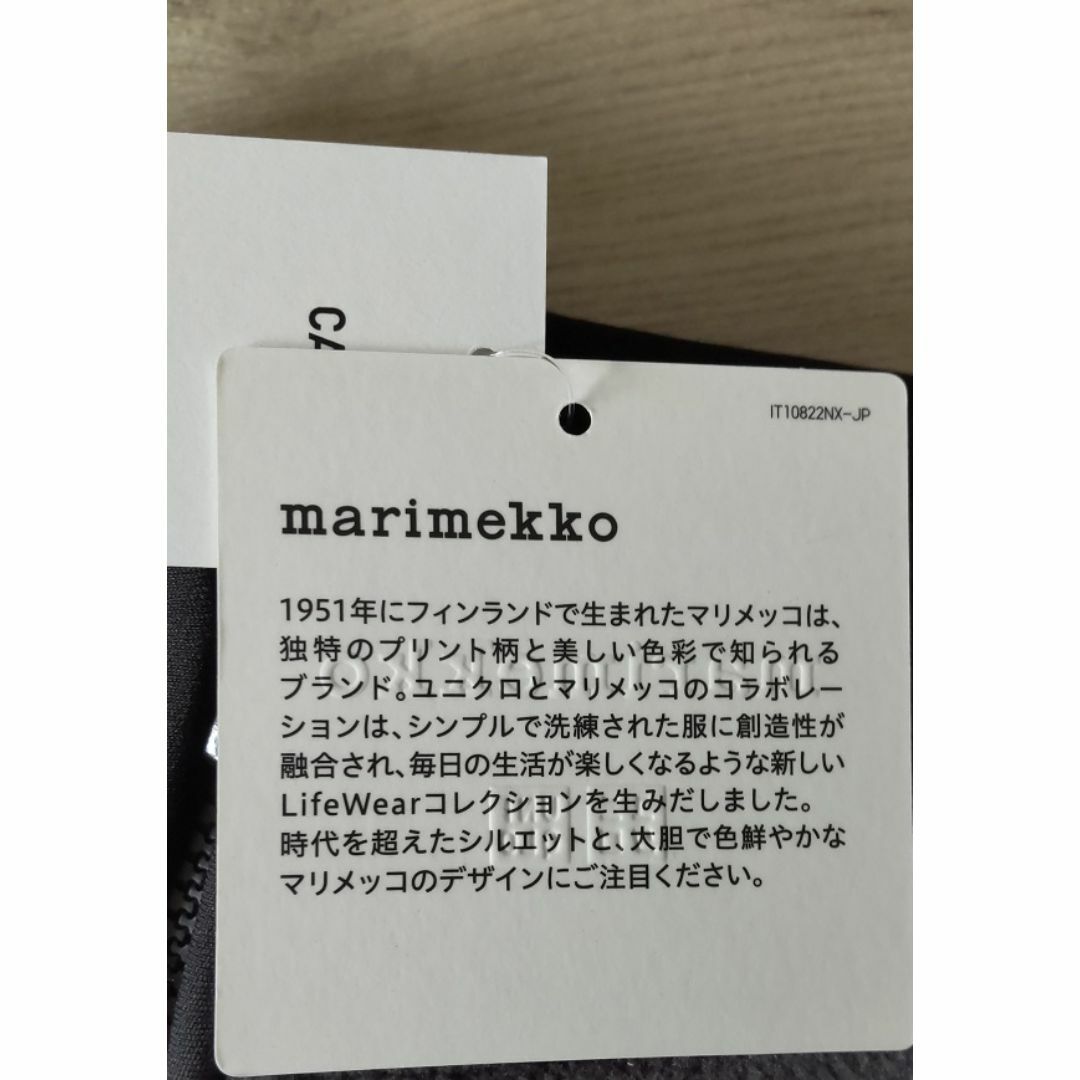 CA
IT10822NX-JP
marimekko
1951年にフィンランドで生まれたマリメッコは、
独特のプリント柄と美しい色彩で知られる
ブランド。ユニクロとマリメッコのコラボレー
ションは、シンプルで洗練された服に創造性が
融合され、毎日の生活が楽しくなるような新しい
LifeWearコレクションを生みだしました。
時代を超えたシルエットと、大胆で色鮮やかな
マリメッコのデザインにご注目ください。